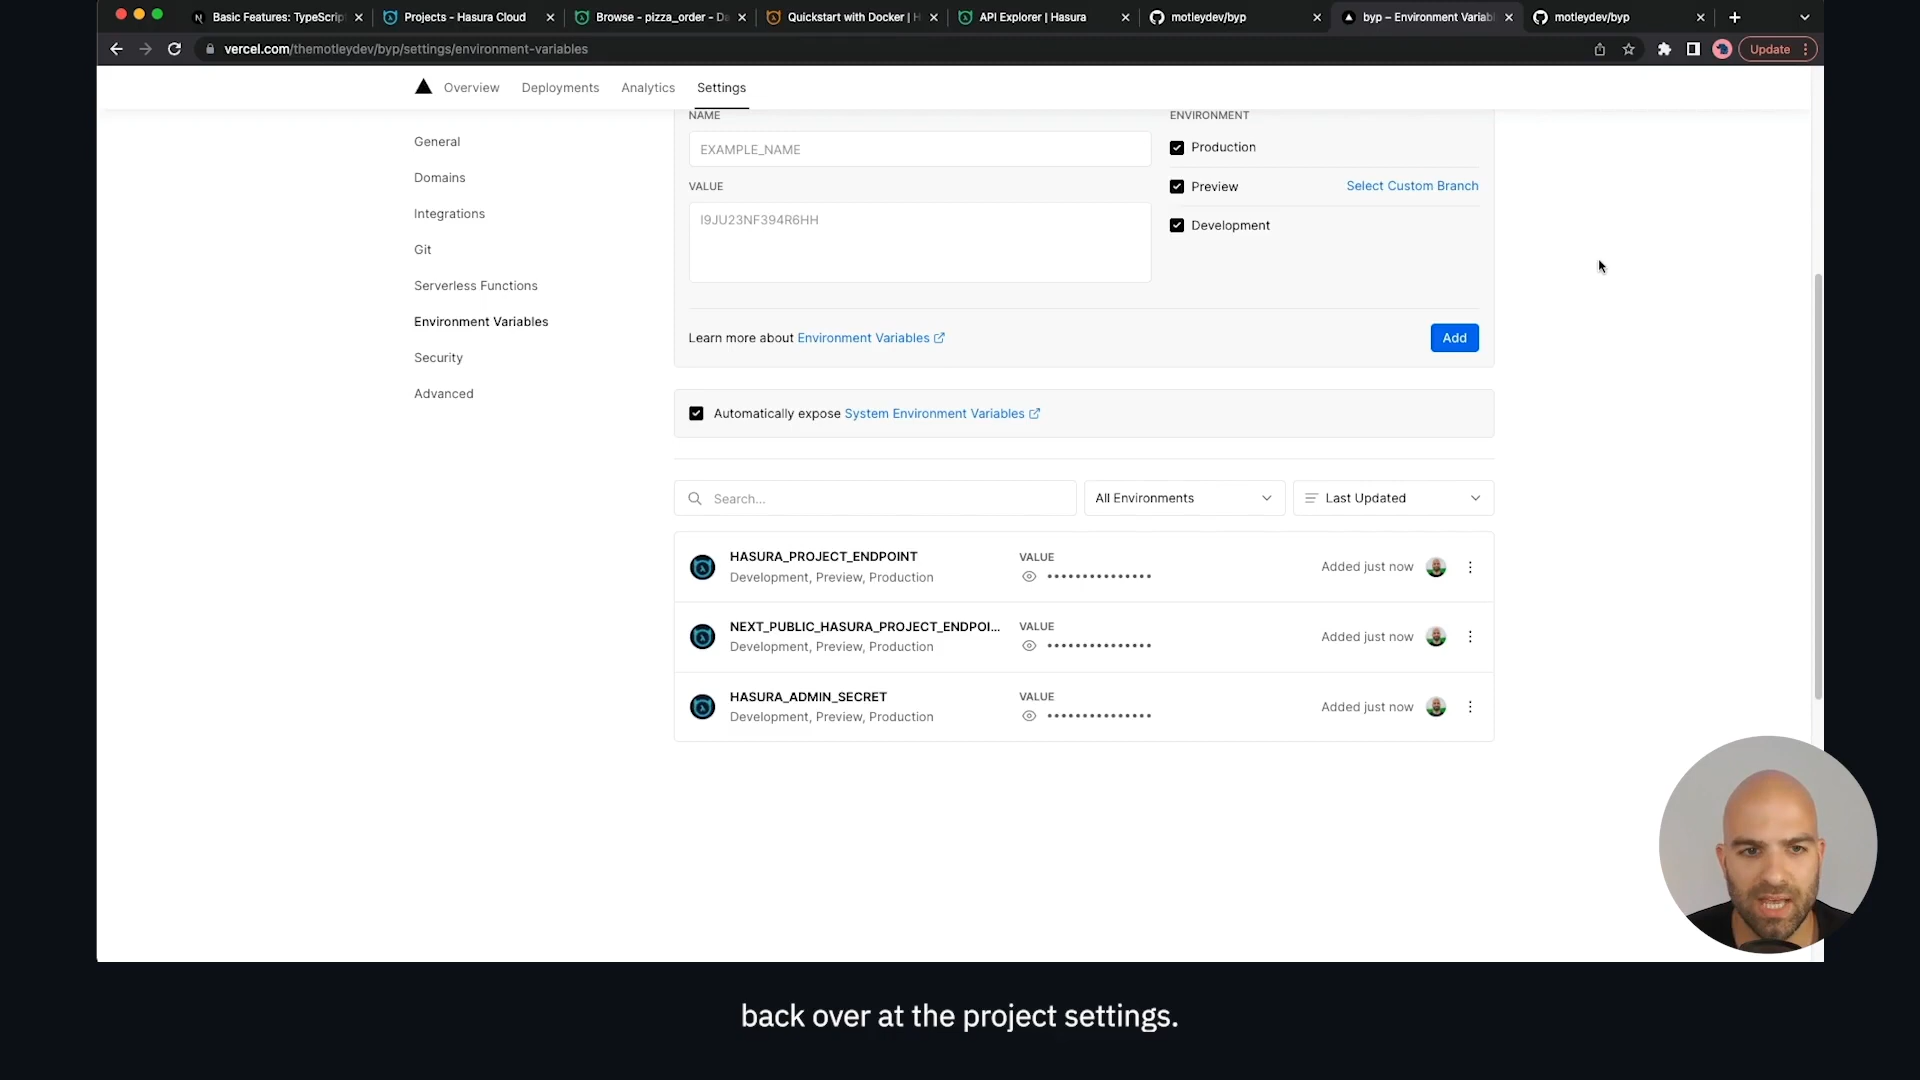 Basic Features: TypeScript
Projects - Hasura Cloud
Browse - pizza_order - Da
Quickstart with Docker | H
API Explorer | Hasura
motleydev/byp
byp – Environment Variabl
motleydev/byp
vercel.com/themotleydev/byp/settings/environment-variables
Update
Overview
Deployments
Analytics
Settings
General
Domains
Integrations
Git
Serverless Functions
Environment Variables
Security
Advanced
NAME
EXAMPLE_NAME
VALUE
I9JU23NF394R6HH
ENVIRONMENT
Production
Preview
Select Custom Branch
Development
Learn more about Environment Variables
Add
Automatically expose System Environment Variables
Search...
All Environments
Last Updated
HASURA_PROJECT_ENDPOINT
Development, Preview, Production
VALUE
•••••••••••••••
Added just now
NEXT_PUBLIC_HASURA_PROJECT_ENDPOI...
Development, Preview, Production
VALUE
•••••••••••••••
Added just now
HASURA_ADMIN_SECRET
Development, Preview, Production
VALUE
•••••••••••••••
Added just now
back over at the project settings.